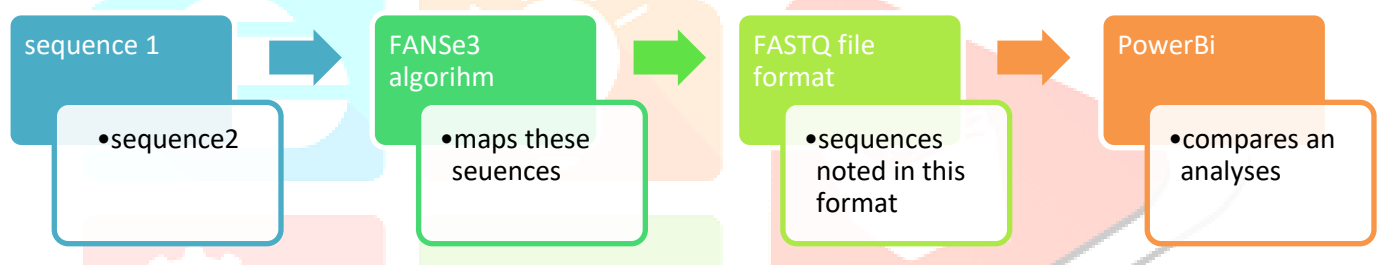 sequence 1
•sequence2
FANSe3
algorihm
•maps these
seuences
FASTQ file
format
•sequences
noted in this
format
PowerBi
•compares an
analyses